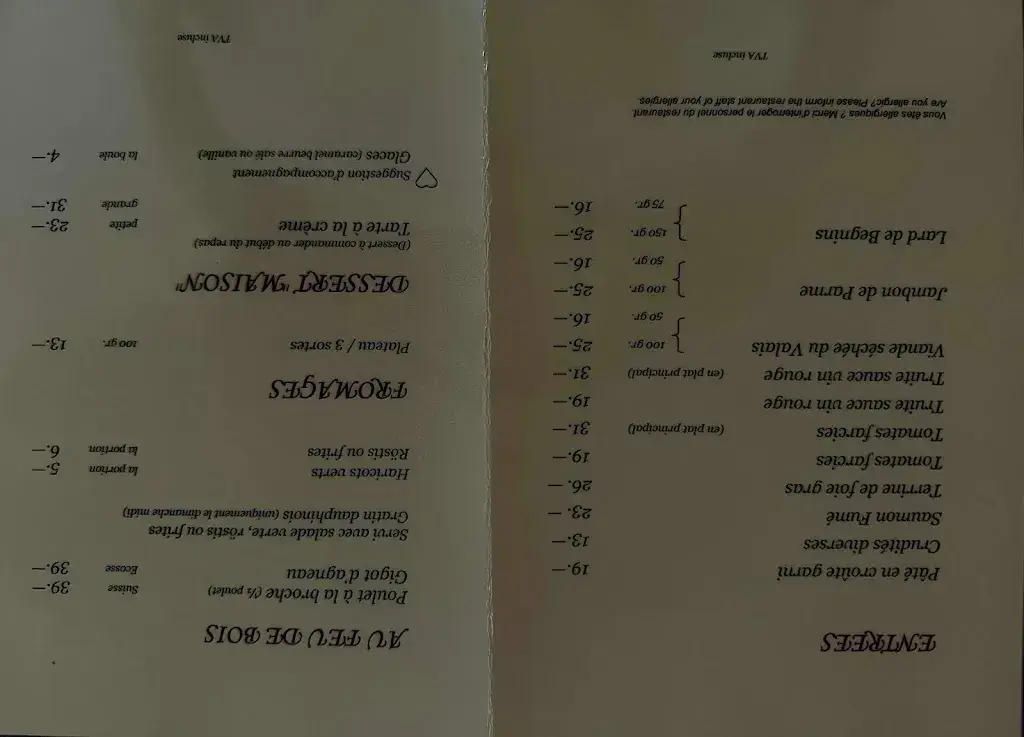 ENTREES
Pâté en croûte garni 19.—
Crudités diverses 13.—
Saumon Fumé 23.—
Terrine de foie gras 26.—
Tomates farcies 19.—
Tomates farcies (en plat principal) 31.—
Truite sauce vin rouge 19.—
Truite sauce vin rouge (en plat principal) 31.—
Viande séchée du Valais 100 gr. 25.—
50 gr. 16.—
Jambon de Parme 100 gr. 25.—
50 gr. 16.—
Lard de Begnins 150 gr. 25.—
75 gr. 16.—
Vous êtes allergiques ? Merci d'interroger le personnel du restaurant.
Are you allergic? Please inform the restaurant staff of your allergies.
TVA incluse
AU FEU DE BOIS
Poulet à la broche (½ poulet) Suisse 39.—
Gigot d'agneau Ecosse 39.—
Servi avec salade verte, röstis ou frites
Gratin dauphinois (uniquement le dimanche midi)
Haricots verts la portion 5.—
Röstis ou frites la portion 6.—
FROMAGES
Plateau / 3 sortes 100 gr. 13.—
DESSERT "MAISON"
(Dessert à commander au début du repas)
Tarte à la crème petite 23.—
grande 31.—
Suggestion d'accompagnement
Glaces (caramel beurre salé ou vanille) la boule 4.—
TVA incluse